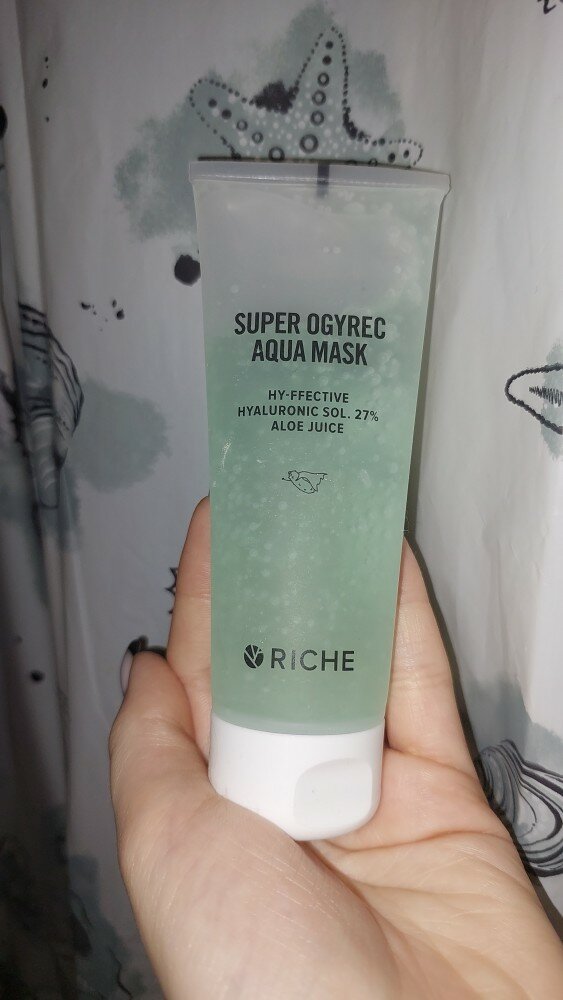 SUPER OGYREC
AQUA MASK
HY-FFECTIVE
HYALURONIC SOL. 27%
ALOE JUICE
RICHE